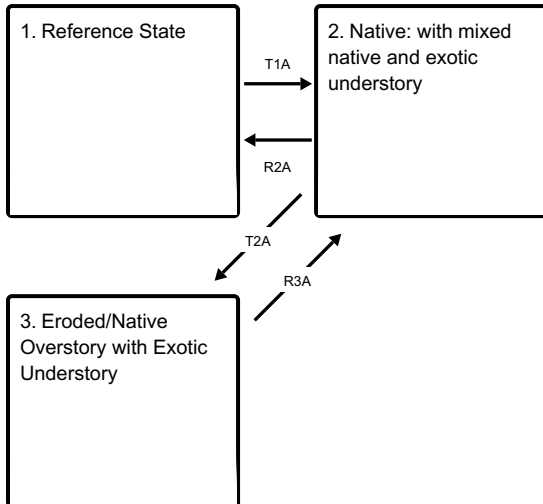 1. Reference State
2. Native: with mixed
native and exotic
understory
T1A
R2A
T2A
R3A
3. Eroded/Native
Overstory with Exotic
Understory